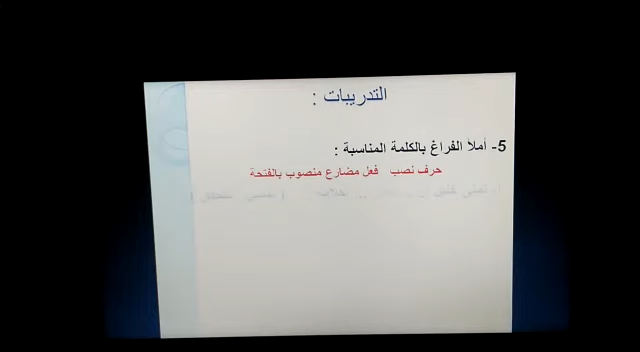 التدريبات :
5- أملأ الفراغ بالكلمة المناسبة :
حرف نصب فعل مضارع منصوب بالفتحة